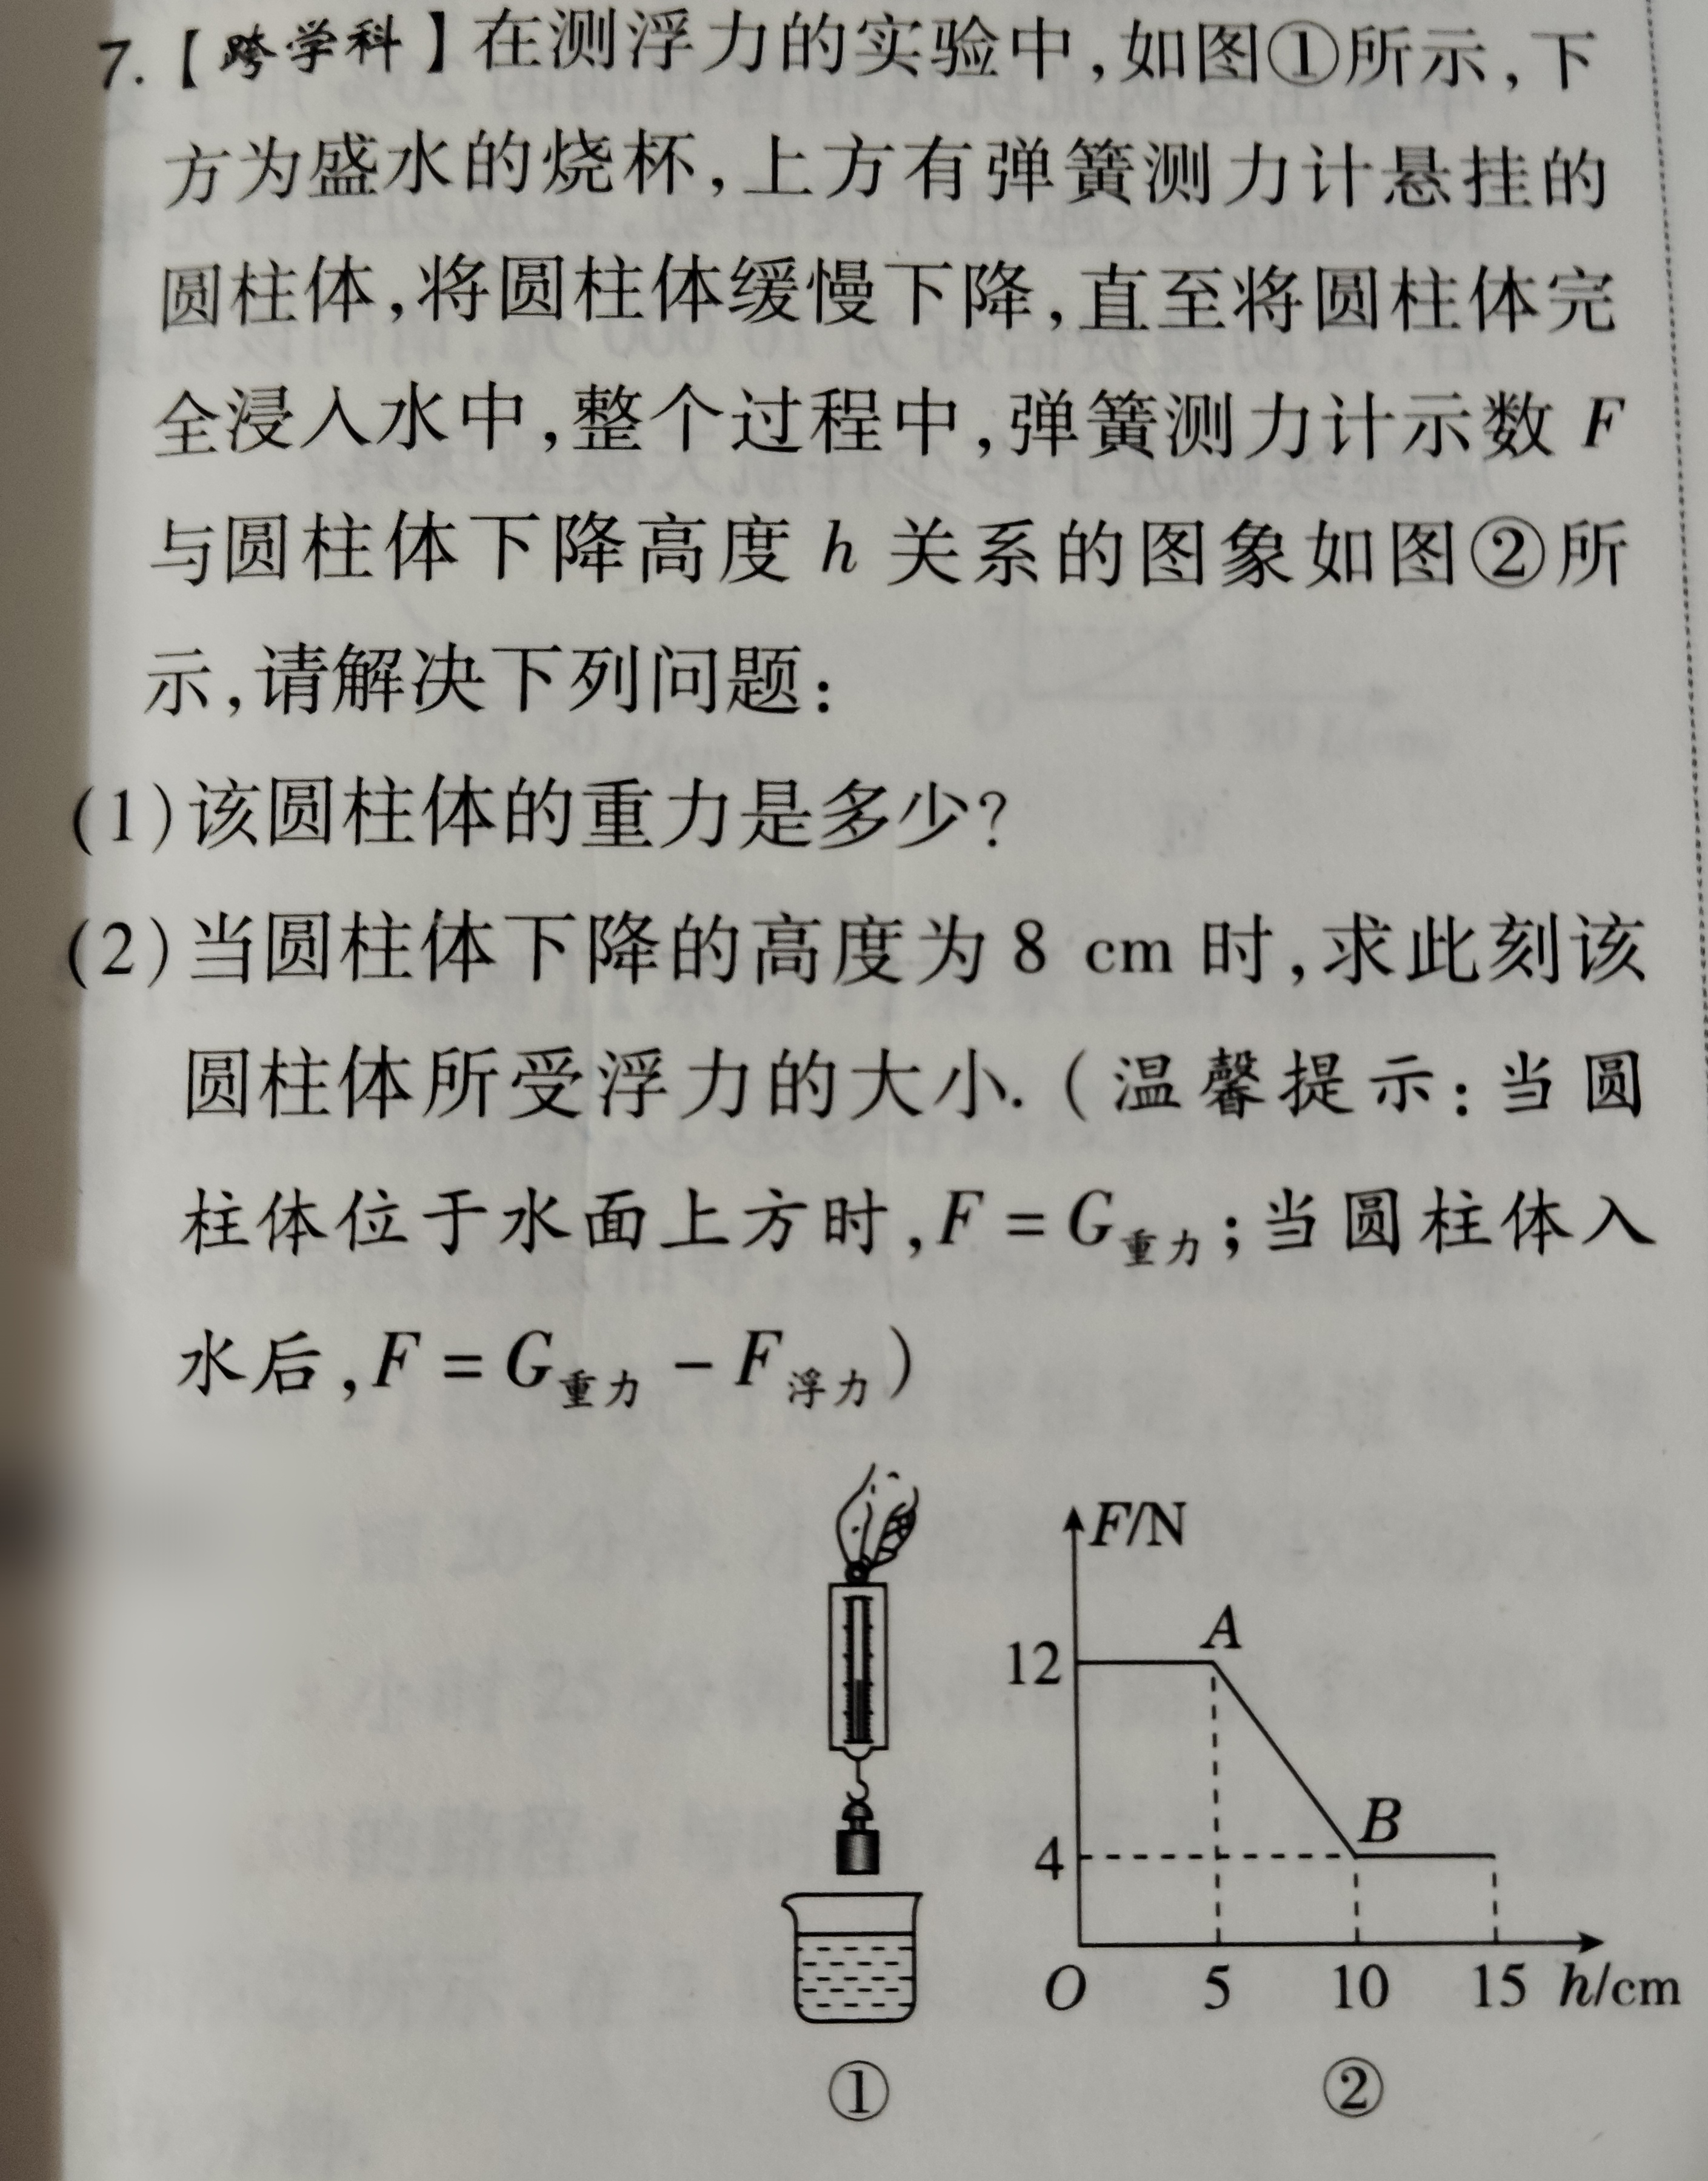 7.【跨学科】在测浮力的实验中,如图①所示,下
方为盛水的烧杯,上方有弹簧测力计悬挂的
圆柱体,将圆柱体缓慢下降,直至将圆柱体完
全浸入水中,整个过程中,弹簧测力计示数 F
与圆柱体下降高度 h 关系的图象如图②所
示,请解决下列问题:
(1)该圆柱体的重力是多少?
(2)当圆柱体下降的高度为 8 cm 时,求此刻该
圆柱体所受浮力的大小.(温馨提示:当圆
柱体位于水面上方时,F = G重力;当圆柱体入
水后,F = G重力 - F浮力)
F/N
A
12
B
4
O 5 10 15 h/cm
① ②